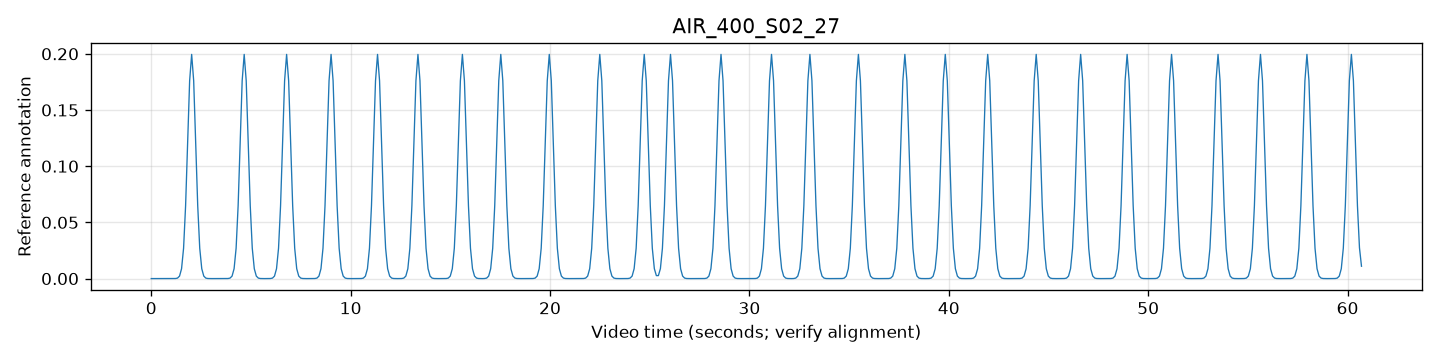 AIR_400_S02_27
Reference annotation
0.20
0.15
0.10
0.05
0.00
0 10 20 30 40 50 60
Video time (seconds; verify alignment)